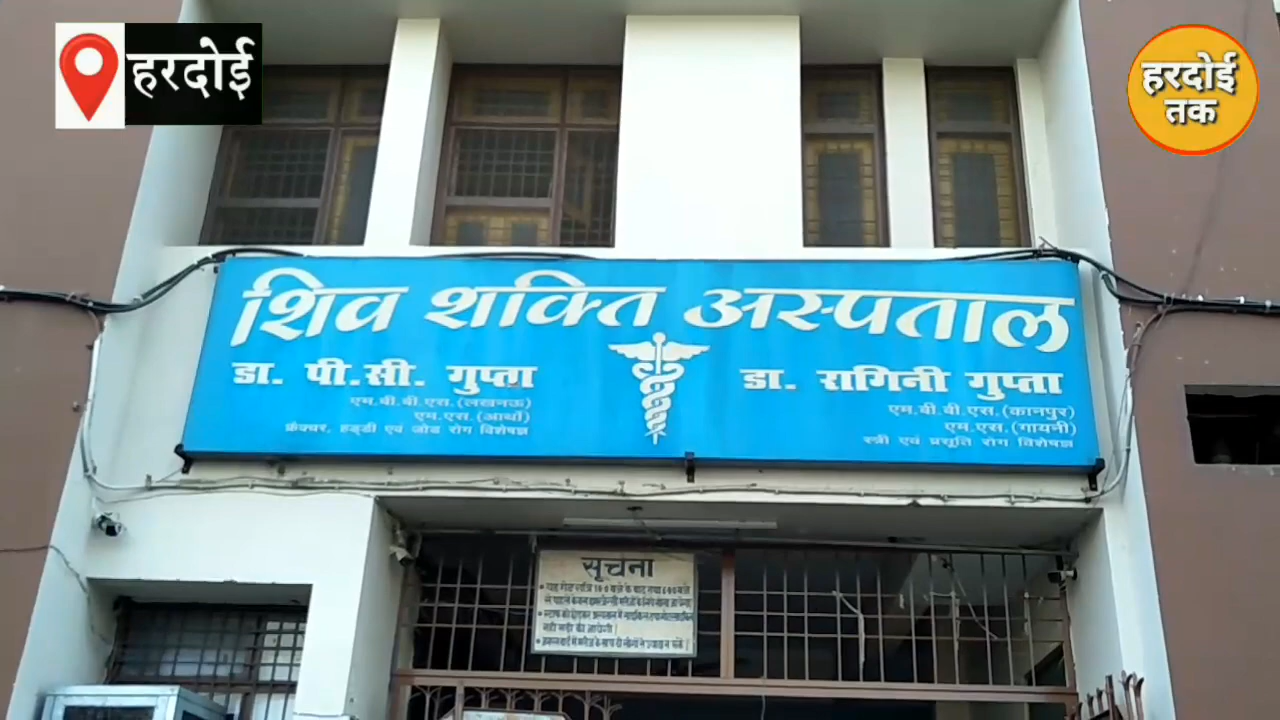 हरदोई
हरदोई
तक
शिव शक्ति अस्पताल
डा. पी.सी. गुप्ता
एम.बी.बी.एस.(लखनऊ)
एम.एस.(आर्थो)
फ्रैक्चर, हड्डी एवं जोड रोग विशेषज्ञ
डा. रागिनी गुप्ता
एम.बी.बी.एस.(कानपुर)
एम.एस.(गायनी)
स्त्री एवं प्रसूति रोग विशेषज्ञ
सूचना